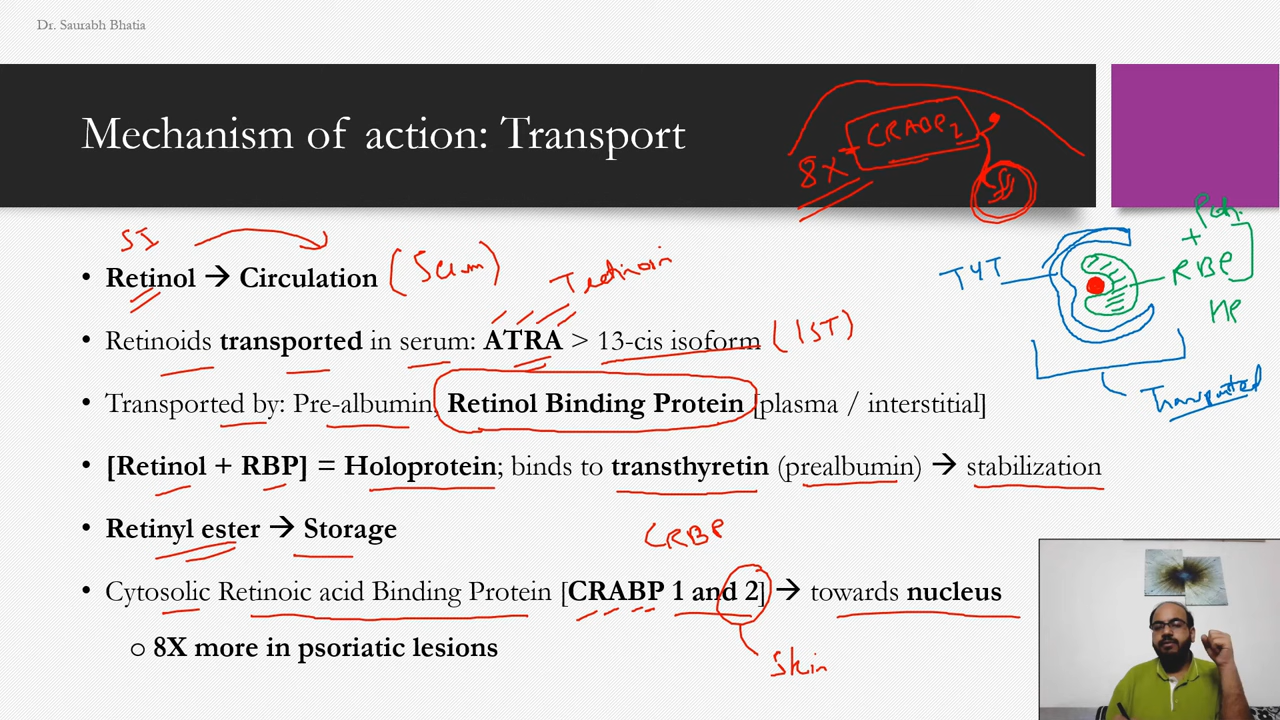 Dr. Saurabh Bhatia
Mechanism of action: Transport
CRABP2
8X
SI
• Retinol → Circulation (Serum)
Tretinoin
• Retinoids transported in serum: ATRA > 13-cis isoform (IST)
• Transported by: Pre-albumin, Retinol Binding Protein [plasma / interstitial]
• [Retinol + RBP] = Holoprotein; binds to transthyretin (prealbumin) → stabilization
• Retinyl ester → Storage
CRBP
• Cytosolic Retinoic acid Binding Protein [CRABP 1 and 2] → towards nucleus
o 8X more in psoriatic lesions
Skin
+
TYT
RBP
HP
Transported